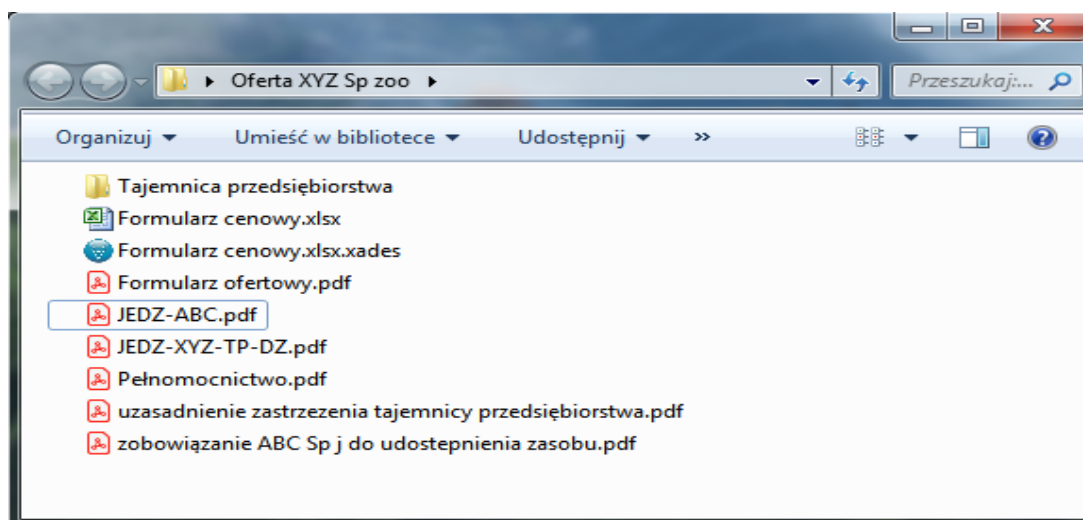 Oferta XYZ Sp zoo
Przeszukaj:...
Organizuj Umieść w bibliotece Udostępnij »
Tajemnica przedsiębiorstwa
Formularz cenowy.xlsx
Formularz cenowy.xlsx.xades
Formularz ofertowy.pdf
JEDZ-ABC.pdf
JEDZ-XYZ-TP-DZ.pdf
Pełnomocnictwo.pdf
uzasadnienie zastrzezenia tajemnicy przedsiębiorstwa.pdf
zobowiązanie ABC Sp j do udostepnienia zasobu.pdf